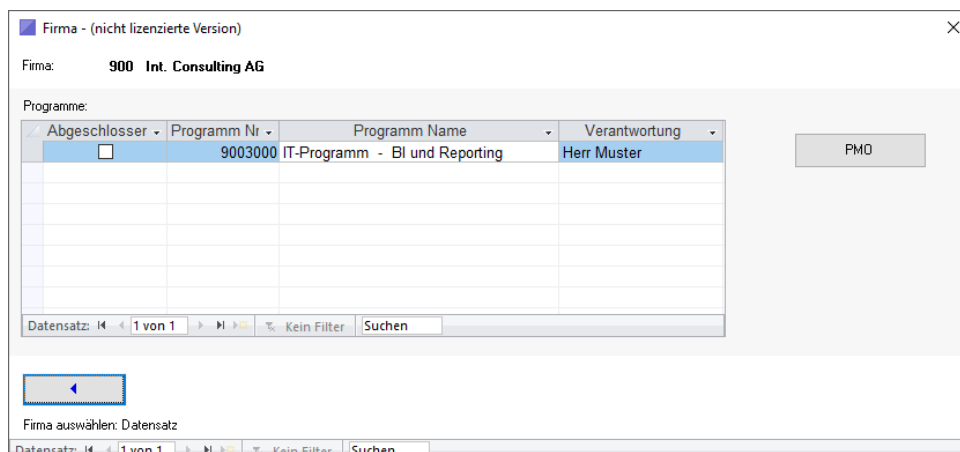 Firma - (nicht lizenzierte Version)
Firma: 900 Int. Consulting AG
Programme:
Abgeschlosser Programm Nr Programm Name Verantwortung
9003000 IT-Programm - BI und Reporting Herr Muster
PMO
Datensatz: 1 von 1 Kein Filter Suchen
Firma auswählen: Datensatz
Datensatz: 1 von 1 Kein Filter Suchen